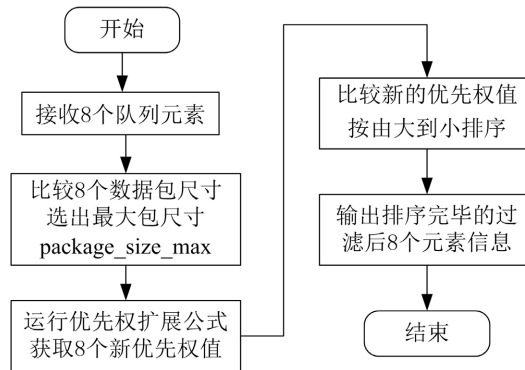 开始
接收8个队列元素
比较8个数据包尺寸
选出最大包尺寸
package_size_max
运行优先权扩展公式
获取8个新优先权值
比较新的优先权值
按由大到小排序
输出排序完毕的过
滤后8个元素信息
结束